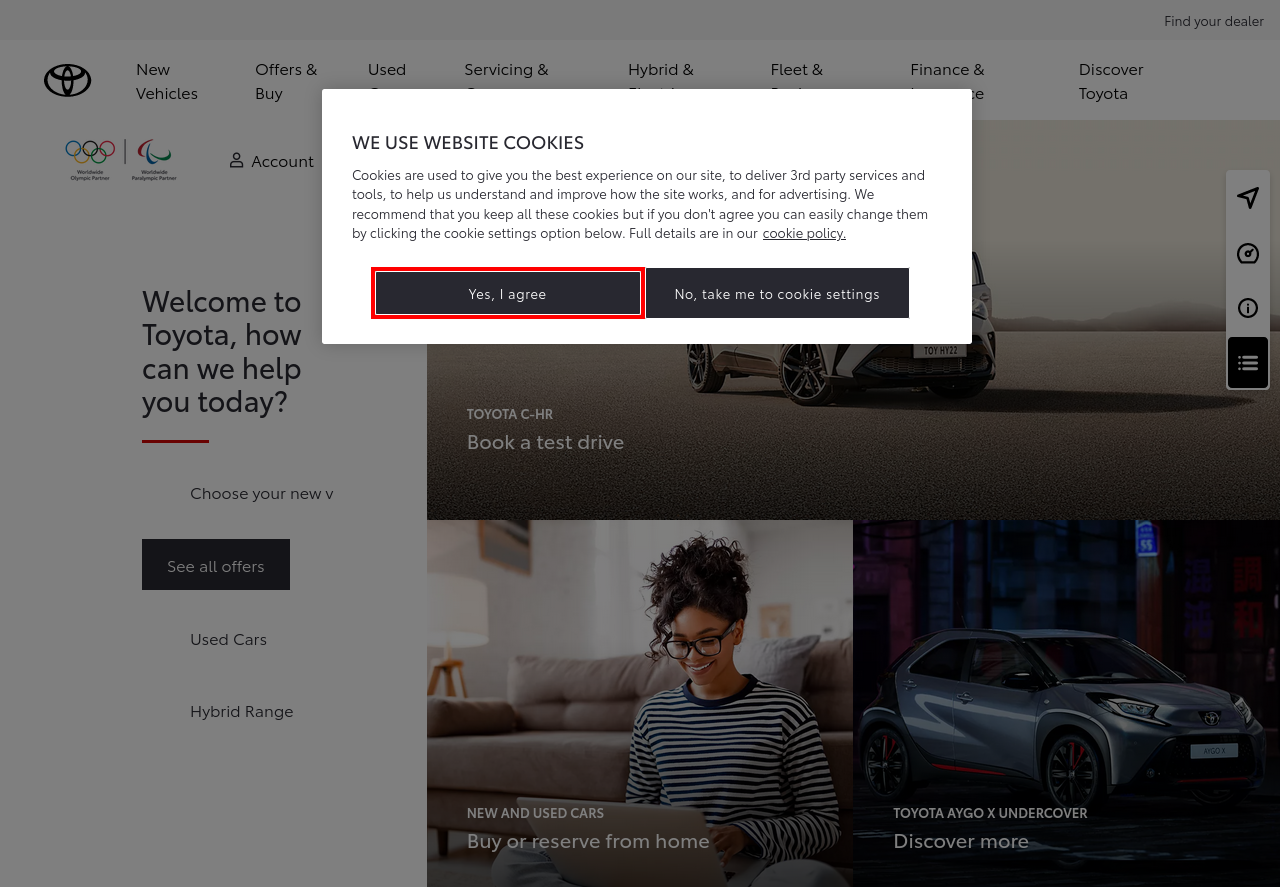 Find your dealer
New
Vehicles
Offers &
Buy
Used
Servicing &
Hybrid &
Fleet &
Finance &
Discover
Toyota
Worldwide
Olympic Partner
Worldwide
Paralympic Partner
Account
WE USE WEBSITE COOKIES
Cookies are used to give you the best experience on our site, to deliver 3rd party services and
tools, to help us understand and improve how the site works, and for advertising. We
recommend that you keep all these cookies but if you don't agree you can easily change them
by clicking the cookie settings option below. Full details are in our cookie policy.
Yes, I agree
No, take me to cookie settings
Welcome to
Toyota, how
can we help
you today?
Choose your new v
See all offers
Used Cars
Hybrid Range
TOY HY22
TOYOTA C-HR
Book a test drive
NEW AND USED CARS
Buy or reserve from home
55
AYGO X
TOYOTA AYGO X UNDERCOVER
Discover more